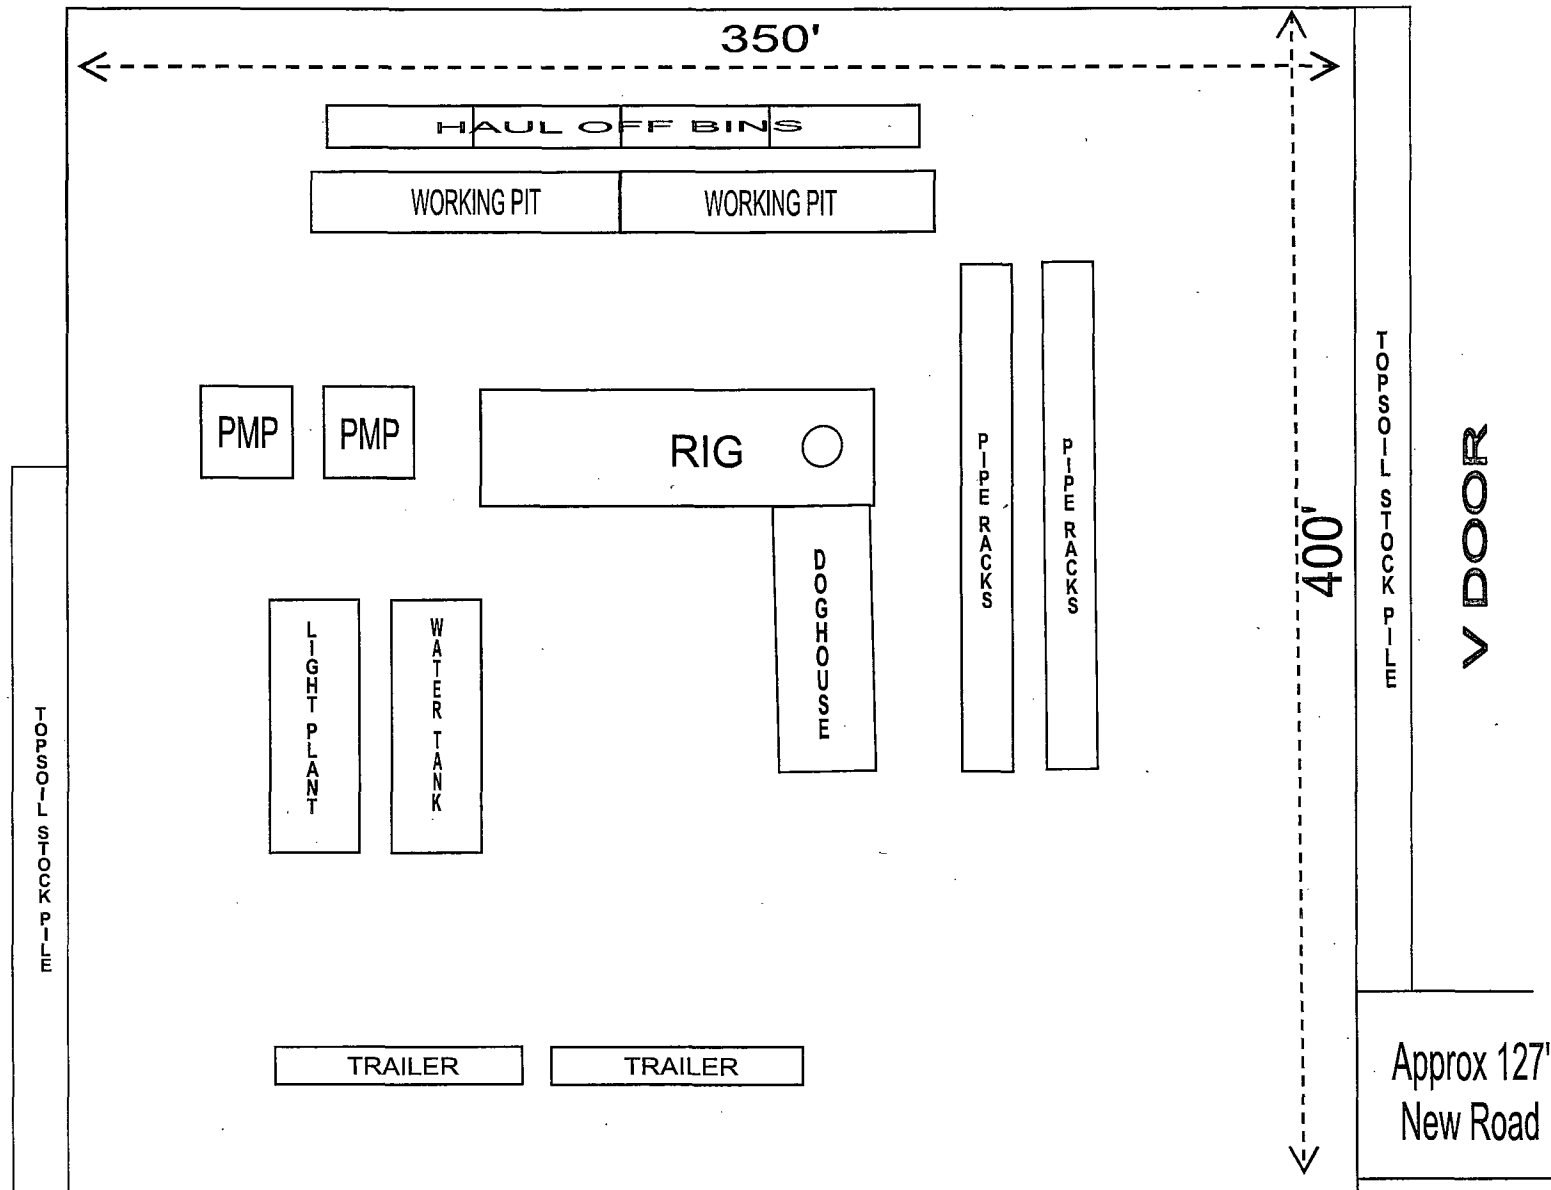 350'
HAUL OFF BINS
WORKING PIT
WORKING PIT
PMP
PMP
RIG
PIPE RACKS
PIPE RACKS
400'
TOPSOIL STOCK PILE
V DOOR
DOGHOUSE
LIGHT PLANT
WATER TANK
TOPSOIL STOCK PILE
TRAILER
TRAILER
Approx 127'
New Road